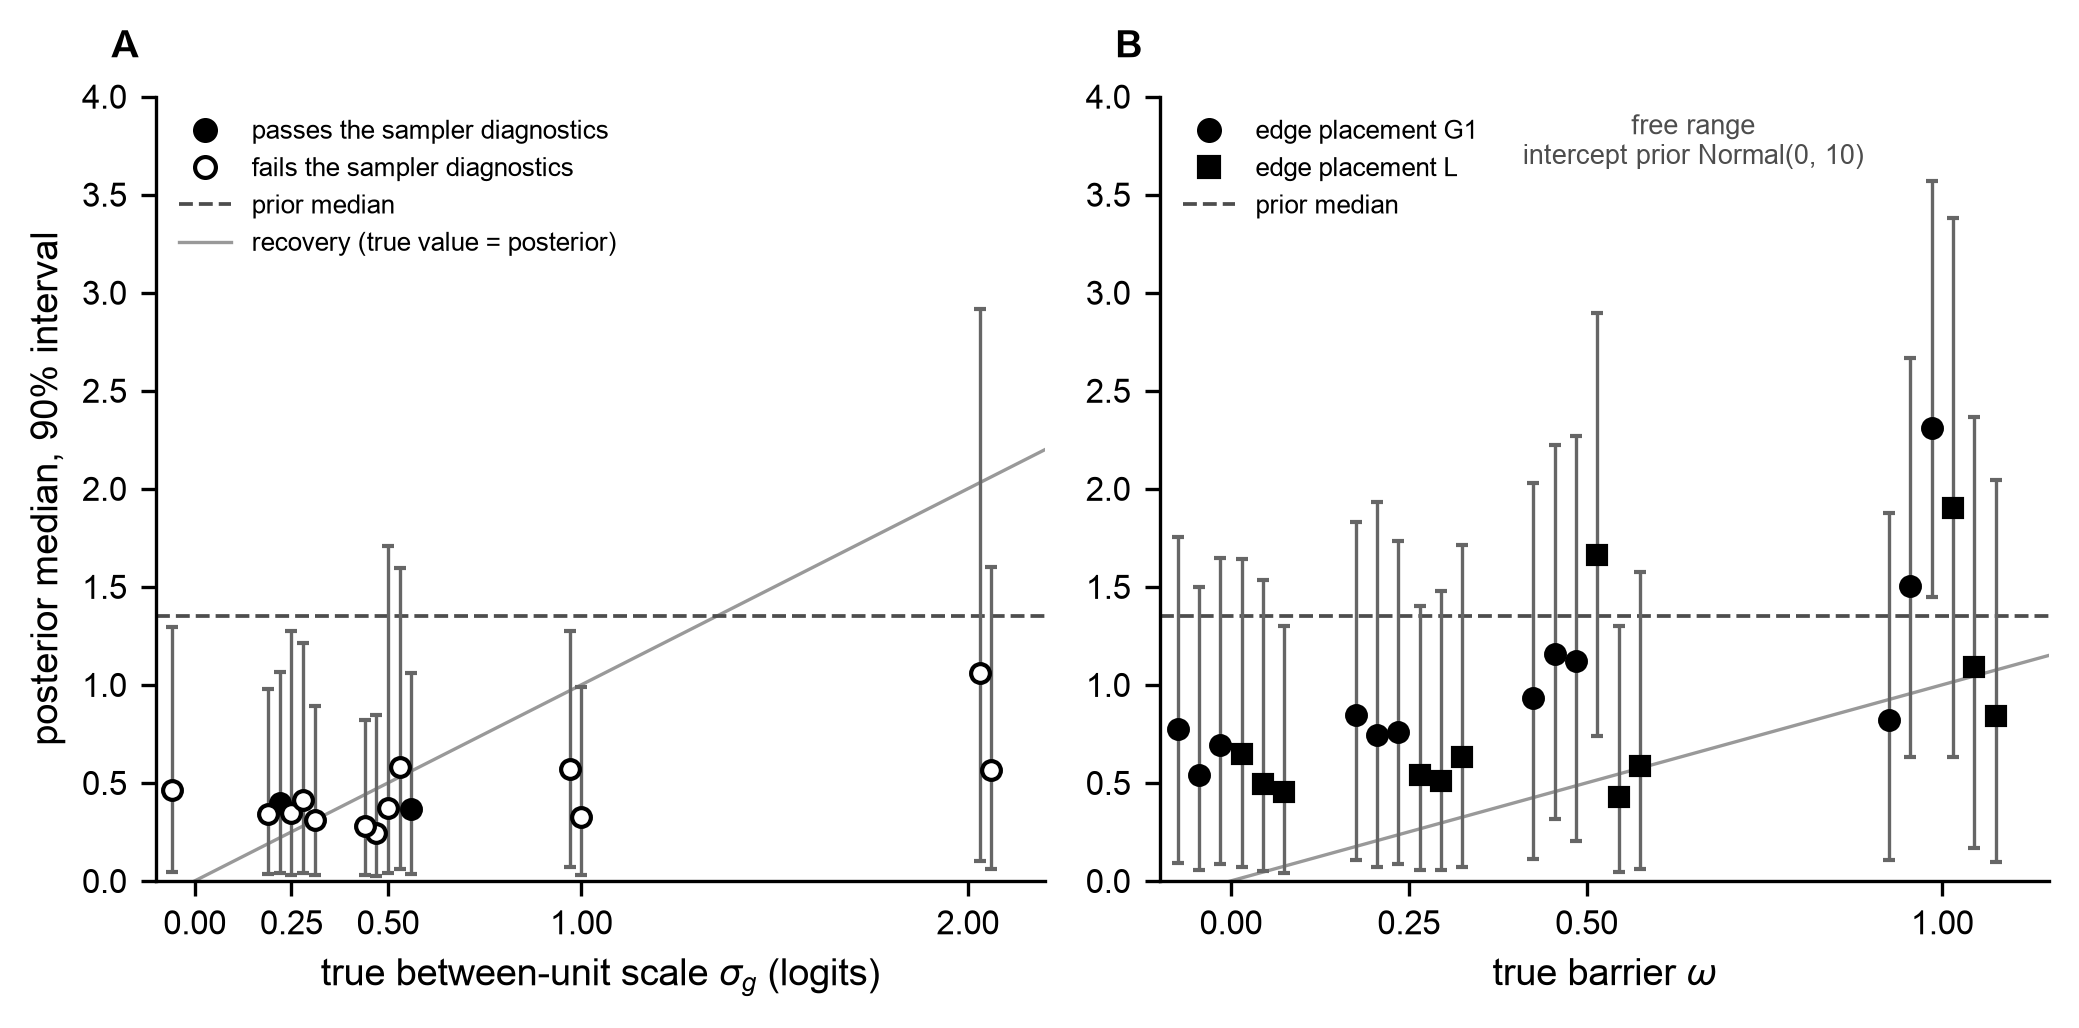 A
4.0
3.5
3.0
2.5
2.0
1.5
1.0
0.5
0.0
posterior median, 90% interval
passes the sampler diagnostics
fails the sampler diagnostics
prior median
recovery (true value = posterior)
0.00 0.25 0.50 1.00 2.00
true between-unit scale σg (logits)
B
4.0
3.5
3.0
2.5
2.0
1.5
1.0
0.5
0.0
edge placement G1
edge placement L
prior median
free range
intercept prior Normal(0, 10)
0.00 0.25 0.50 1.00
true barrier ω